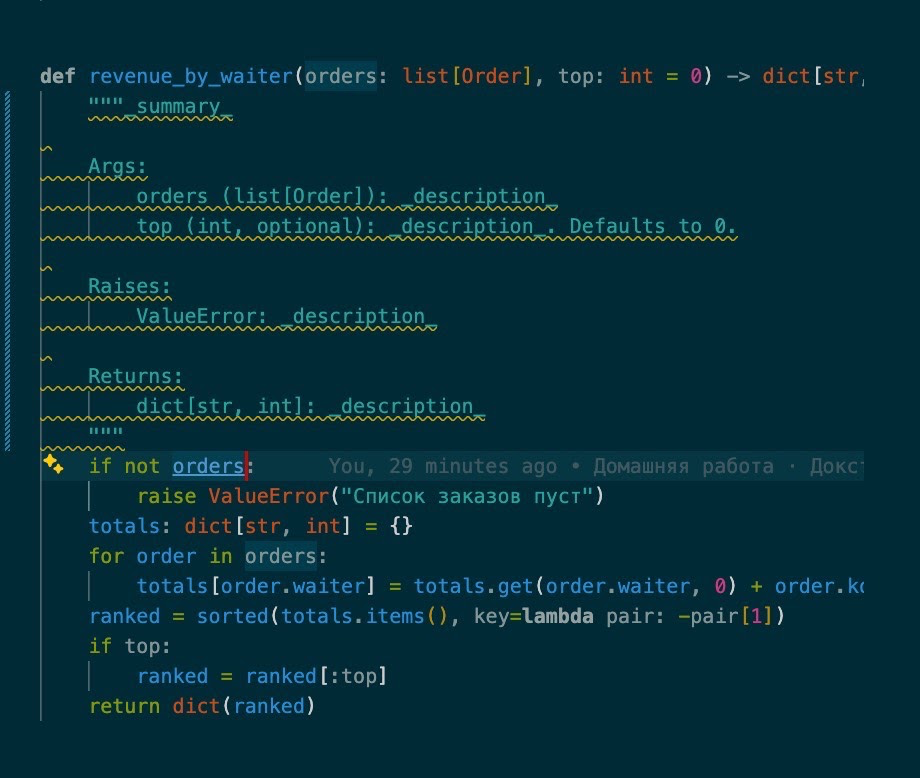 def revenue_by_waiter(orders: list[Order], top: int = 0) -> dict[str,
"""_summary_
Args:
orders (list[Order]): _description_
top (int, optional): _description_. Defaults to 0.
Raises:
ValueError: _description_
Returns:
dict[str, int]: _description_
"""
if not orders: You, 29 minutes ago • Домашняя работа · Докст
raise ValueError("Список заказов пуст")
totals: dict[str, int] = {}
for order in orders:
totals[order.waiter] = totals.get(order.waiter, 0) + order.ko
ranked = sorted(totals.items(), key=lambda pair: -pair[1])
if top:
ranked = ranked[:top]
return dict(ranked)